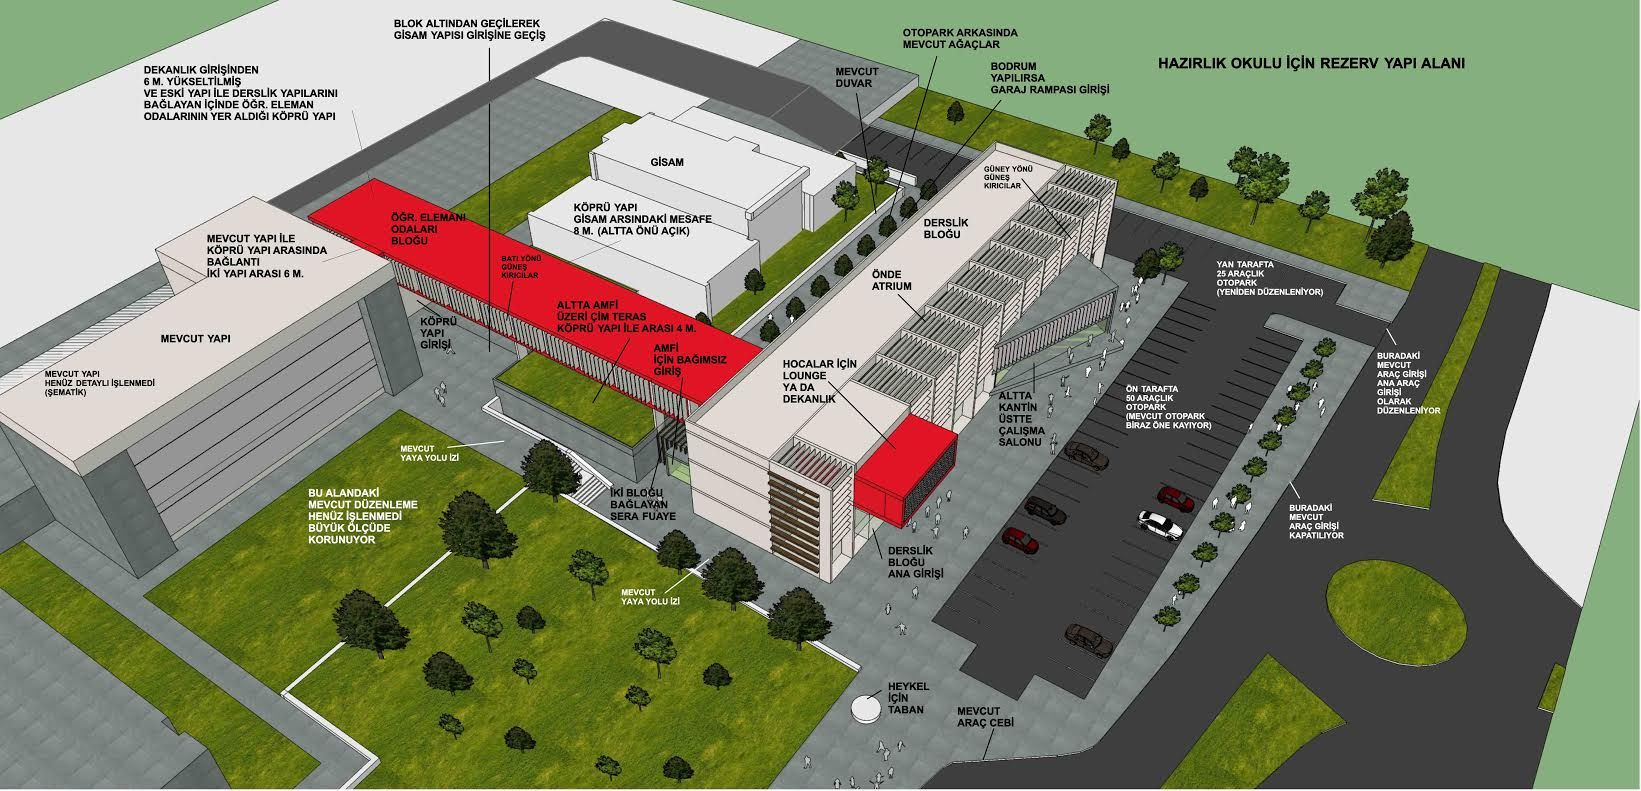 BLOK ALTINDAN GEÇİLEREK
GİSAM YAPISI GİRİŞİNE GEÇİŞ
DEKANLIK GİRİŞİNDEN
6 M. YÜKSELTİLMİŞ
VE ESKİ YAPI İLE DERSLİK YAPILARINI
BAĞLAYAN İÇİNDE ÖĞR. ELEMAN
ODALARININ YER ALDIĞI KÖPRÜ YAPI
OTOPARK ARKASINDA
MEVCUT AĞAÇLAR
MEVCUT
DUVAR
BODRUM
YAPILIRSA
GARAJ RAMPASI GİRİŞİ
HAZIRLIK OKULU İÇİN REZERV YAPI ALANI
GİSAM
GÜNEY YÖNÜ
GÜNEŞ
KIRICILAR
KÖPRÜ YAPI
GİSAM ARSINDAKİ MESAFE
8 M. (ALTTA ÖNÜ AÇIK)
DERSLİK
BLOĞU
ÖĞR. ELEMANI
ODALARI
BLOĞU
MEVCUT YAPI İLE
KÖPRÜ YAPI ARASINDA
BAĞLANTI
İKİ YAPI ARASI 6 M.
BATI YÖNÜ
GÜNEŞ
KIRICILAR
ÖNDE
ATRIUM
YAN TARAFTA
25 ARAÇLIK
OTOPARK
(YENİDEN DÜZENLENİYOR)
ALTTA AMFİ
ÜZERİ ÇİM TERAS
KÖPRÜ YAPI İLE ARASI 4 M.
KÖPRÜ
YAPI
GİRİŞİ
MEVCUT YAPI
AMFİ
İÇİN BAĞIMSIZ
GİRİŞ
HOCALAR İÇİN
LOUNGE
YA DA
DEKANLIK
MEVCUT YAPI
HENÜZ DETAYLI İŞLENMEDİ
(ŞEMATİK)
BURADAKİ
MEVCUT
ARAÇ GİRİŞİ
ANA ARAÇ
GİRİŞİ
OLARAK
DÜZENLENİYOR
ÖN TARAFTA
50 ARAÇLIK
OTOPARK
(MEVCUT OTOPARK
BİRAZ ÖNE KAYIYOR)
ALTTA
KANTİN
ÜSTTE
ÇALIŞMA
SALONU
MEVCUT
YAYA YOLU İZİ
BU ALANDAKİ
MEVCUT DÜZENLEME
HENÜZ İŞLENMEDİ
BÜYÜK ÖLÇÜDE
KORUNUYOR
İKİ BLOĞU
BAĞLAYAN
SERA FUAYE
BURADAKİ
MEVCUT
ARAÇ GİRİŞİ
KAPATILIYOR
DERSLİK
BLOĞU
ANA GİRİŞİ
MEVCUT
YAYA YOLU İZİ
HEYKEL
İÇİN
TABAN
MEVCUT
ARAÇ CEBİ